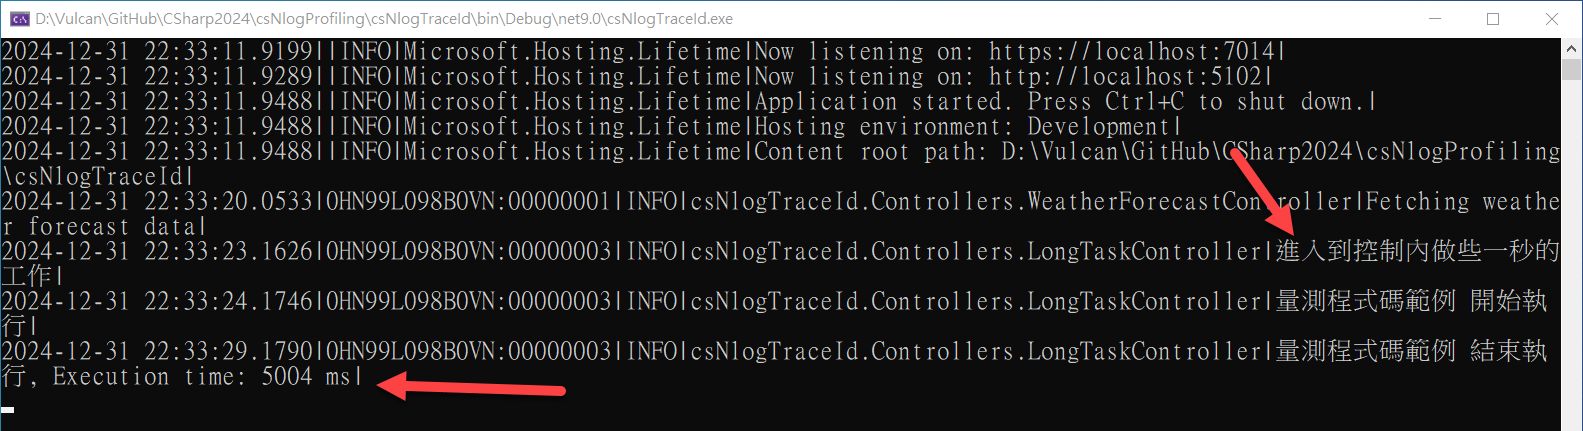 D:\Vulcan\GitHub\CSharp2024\csNlogProfiling\csNlogTraceId\bin\Debug\net9.0\csNlogTraceId.exe
2024-12-31 22:33:11.9199||INFO|Microsoft.Hosting.Lifetime|Now listening on: https://localhost:7014|
2024-12-31 22:33:11.9289||INFO|Microsoft.Hosting.Lifetime|Now listening on: http://localhost:5102|
2024-12-31 22:33:11.9488||INFO|Microsoft.Hosting.Lifetime|Application started. Press Ctrl+C to shut down.|
2024-12-31 22:33:11.9488||INFO|Microsoft.Hosting.Lifetime|Hosting environment: Development|
2024-12-31 22:33:11.9488||INFO|Microsoft.Hosting.Lifetime|Content root path: D:\Vulcan\GitHub\CSharp2024\csNlogProfiling
\csNlogTraceId|
2024-12-31 22:33:20.0533|0HN99L098B0VN:00000001|INFO|csNlogTraceId.Controllers.WeatherForecastController|Fetching weathe
r forecast data|
2024-12-31 22:33:23.1626|0HN99L098B0VN:00000003|INFO|csNlogTraceId.Controllers.LongTaskController|進入到控制內做些一秒的
工作|
2024-12-31 22:33:24.1746|0HN99L098B0VN:00000003|INFO|csNlogTraceId.Controllers.LongTaskController|量測程式碼範例 開始執
行|
2024-12-31 22:33:29.1790|0HN99L098B0VN:00000003|INFO|csNlogTraceId.Controllers.LongTaskController|量測程式碼範例 結束執
行, Execution time: 5004 ms|